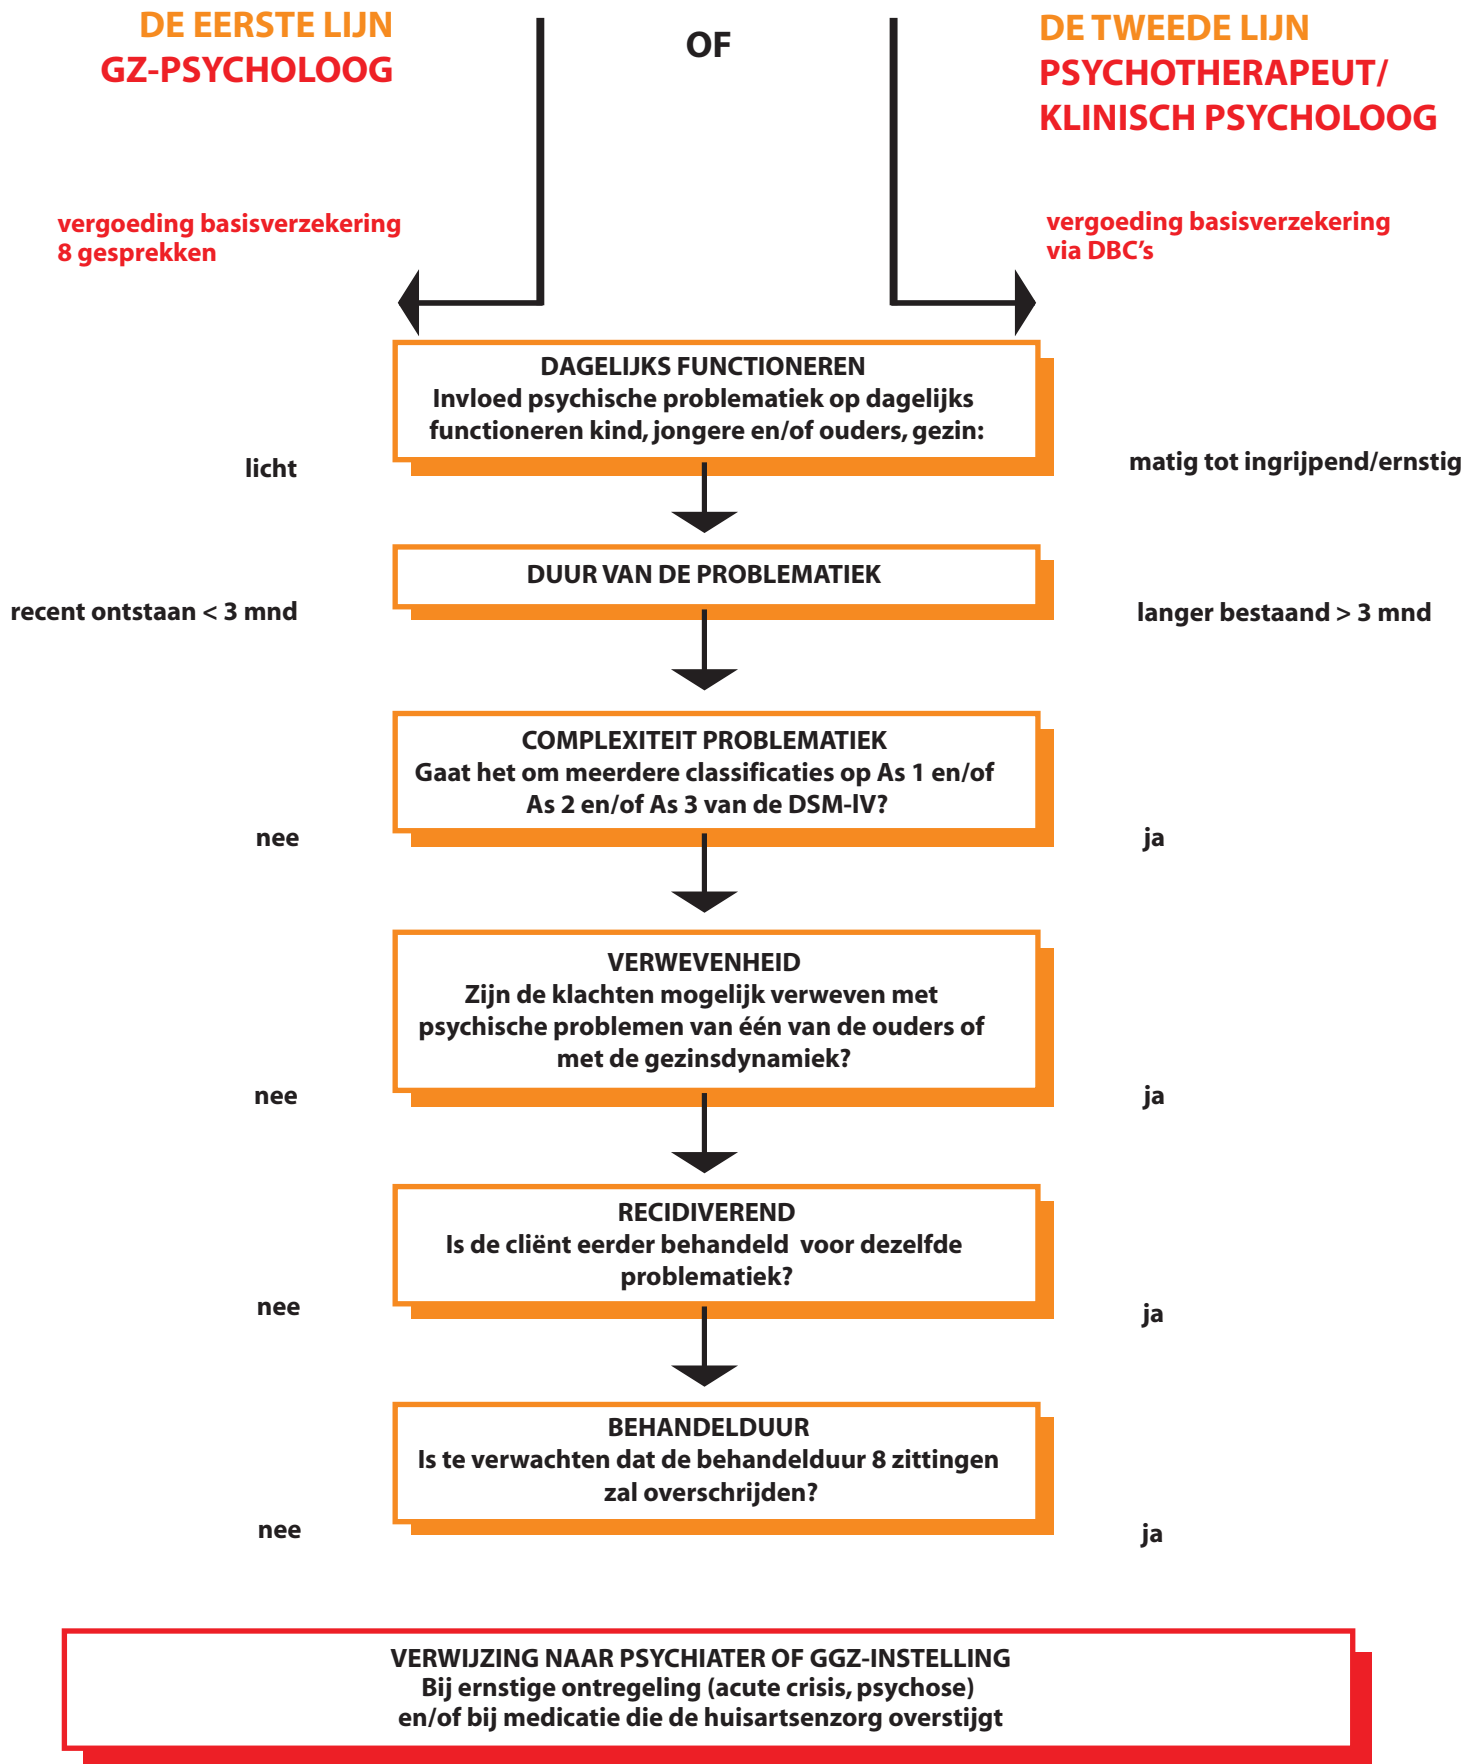 DE EERSTE LIJN
GZ-PSYCHOLOOG
OF
DE TWEEDE LIJN
PSYCHOTHERAPEUT/
KLINISCH PSYCHOLOOG
vergoeding basisverzekering
8 gesprekken
vergoeding basisverzekering
via DBC's
DAGELIJKS FUNCTIONEREN
Invloed psychische problematiek op dagelijks
functioneren kind, jongere en/of ouders, gezin:
licht
matig tot ingrijpend/ernstig
DUUR VAN DE PROBLEMATIEK
recent ontstaan < 3 mnd
langer bestaand > 3 mnd
COMPLEXITEIT PROBLEMATIEK
Gaat het om meerdere classificaties op As 1 en/of
As 2 en/of As 3 van de DSM-lV?
nee
ja
VERWEVENHEID
Zijn de klachten mogelijk verweven met
psychische problemen van één van de ouders of
met de gezinsdynamiek?
nee
ja
RECIDIVEREND
Is de cliënt eerder behandeld voor dezelfde
problematiek?
nee
ja
BEHANDELDUUR
Is te verwachten dat de behandelduur 8 zittingen
zal overschrijden?
nee
ja
VERWIJZING NAAR PSYCHIATER OF GGZ-INSTELLING
Bij ernstige ontregeling (acute crisis, psychose)
en/of bij medicatie die de huisartsenzorg overstijgt